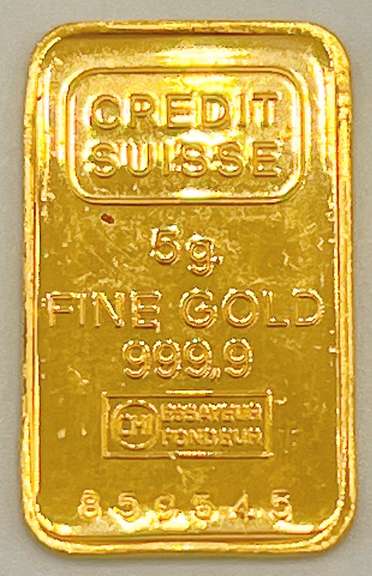 CREDIT
SUISSE
5g.
FINE GOLD
999,9
ESSAYEUR
FONDEUR
859545